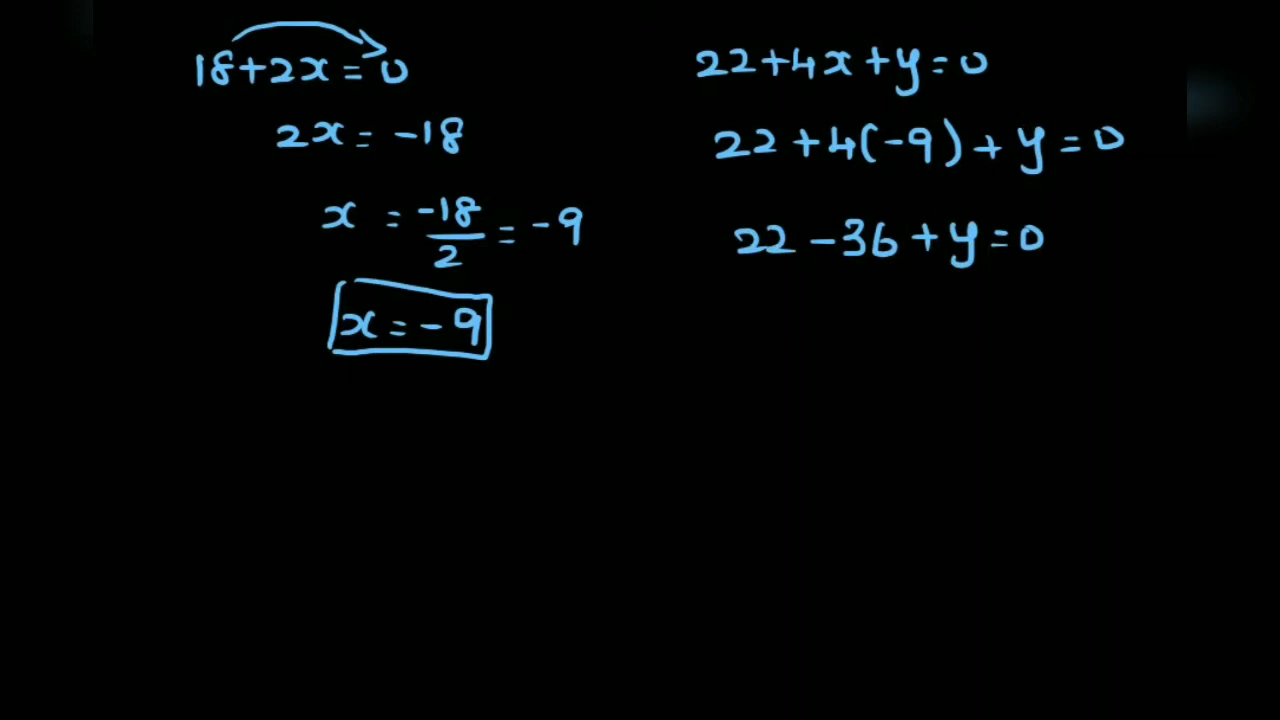 18+2x=0
2x=-18
x=-18/2=-9
x=-9
22+4x+y=0
22+4(-9)+y=0
22-36+y=0